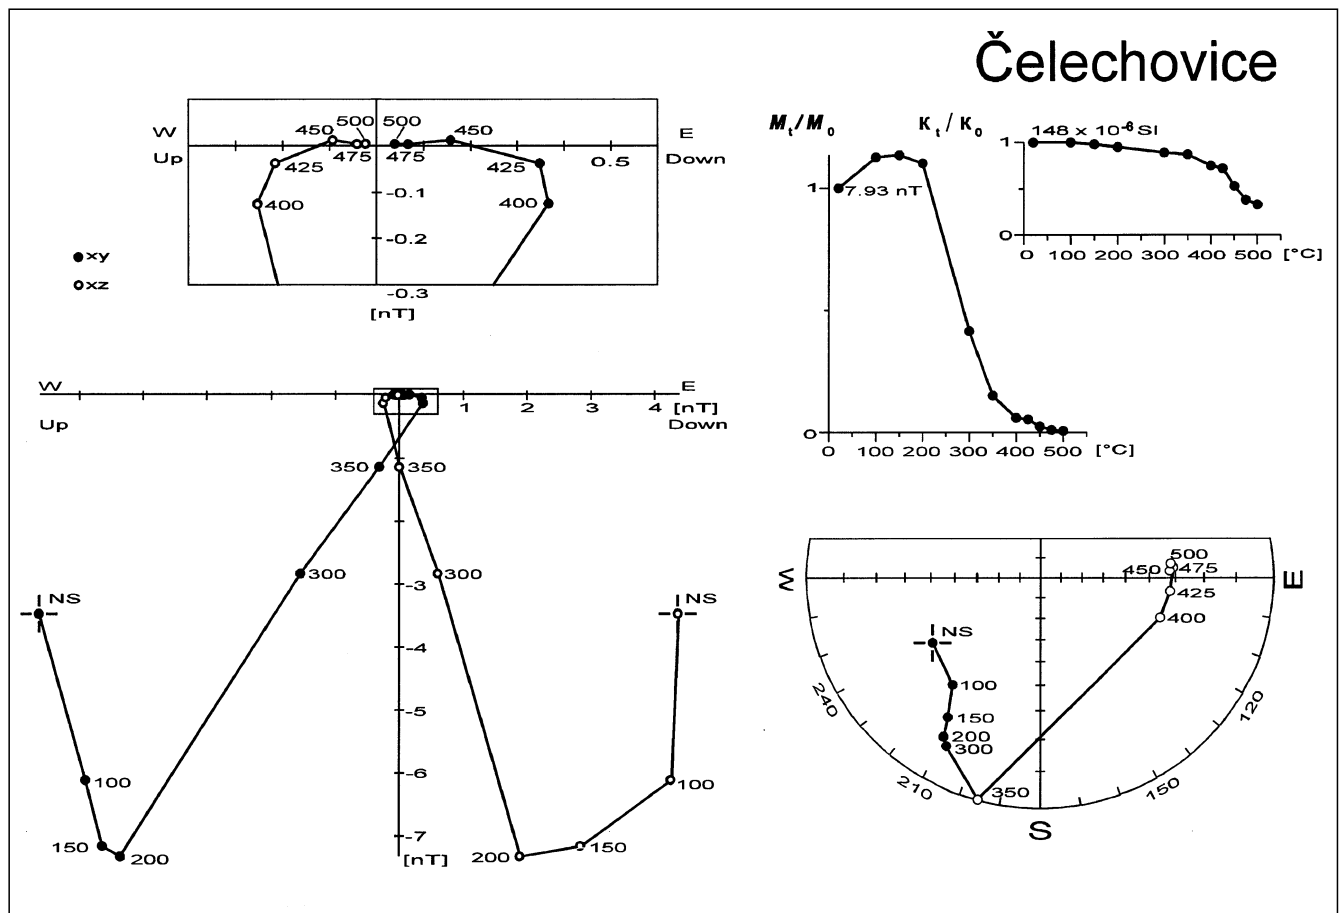 Čelechovice
W
Up
450
500
500
450
E
Down
425
475
475
425
0.5
400
400
-0.1
-0.2
-0.3
[nT]
xy
xz
M t / M o
K t / K o
148 x 10-6 SI
1
0
0 100 200 300 400 500 [°C]
1
7.93 nT
0
0 100 200 300 400 500 [°C]
W
Up
E
1 2 3 4 [nT]
Down
350
350
300
300
-3
NS
NS
-4
-5
-6
100
100
-7
150
200
200
150
[nT]
W
E
500
450
475
425
400
NS
100
150
200
300
350
240
210
150
120
S